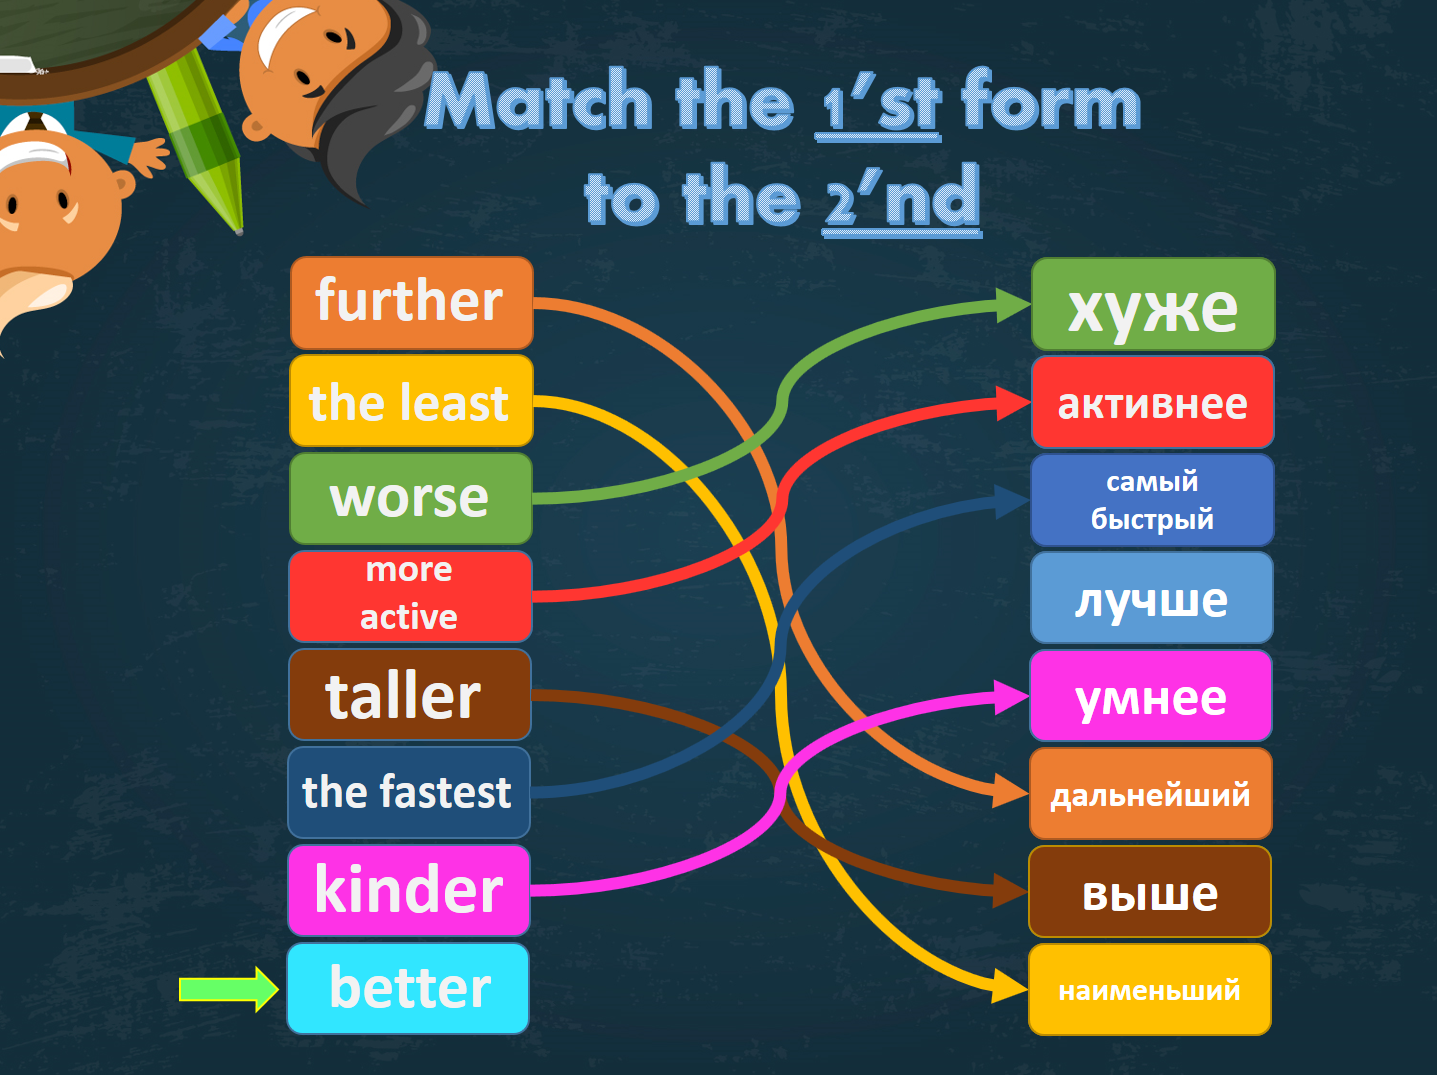 Match the 1'st form
to the 2'nd
further
the least
worse
more
active
taller
the fastest
kinder
better
хуже
активнее
самый
быстрый
лучше
умнее
дальнейший
выше
наименьший